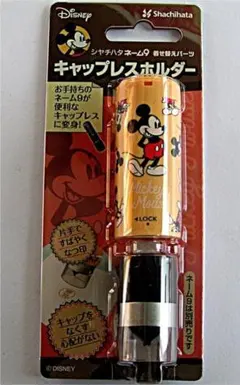 Disney
Shachihata
シヤチハタ ネーム9 着せ替えパーツ
キャップレスホルダー
お手持ちの
ネーム9が
便利な
キャップレス
に変身!
Mickey
Mouse
LOCK
片手で
すばやく
なつ印
キャップを
なくす
心配がない
ネーム9は別売りです
©DISNEY